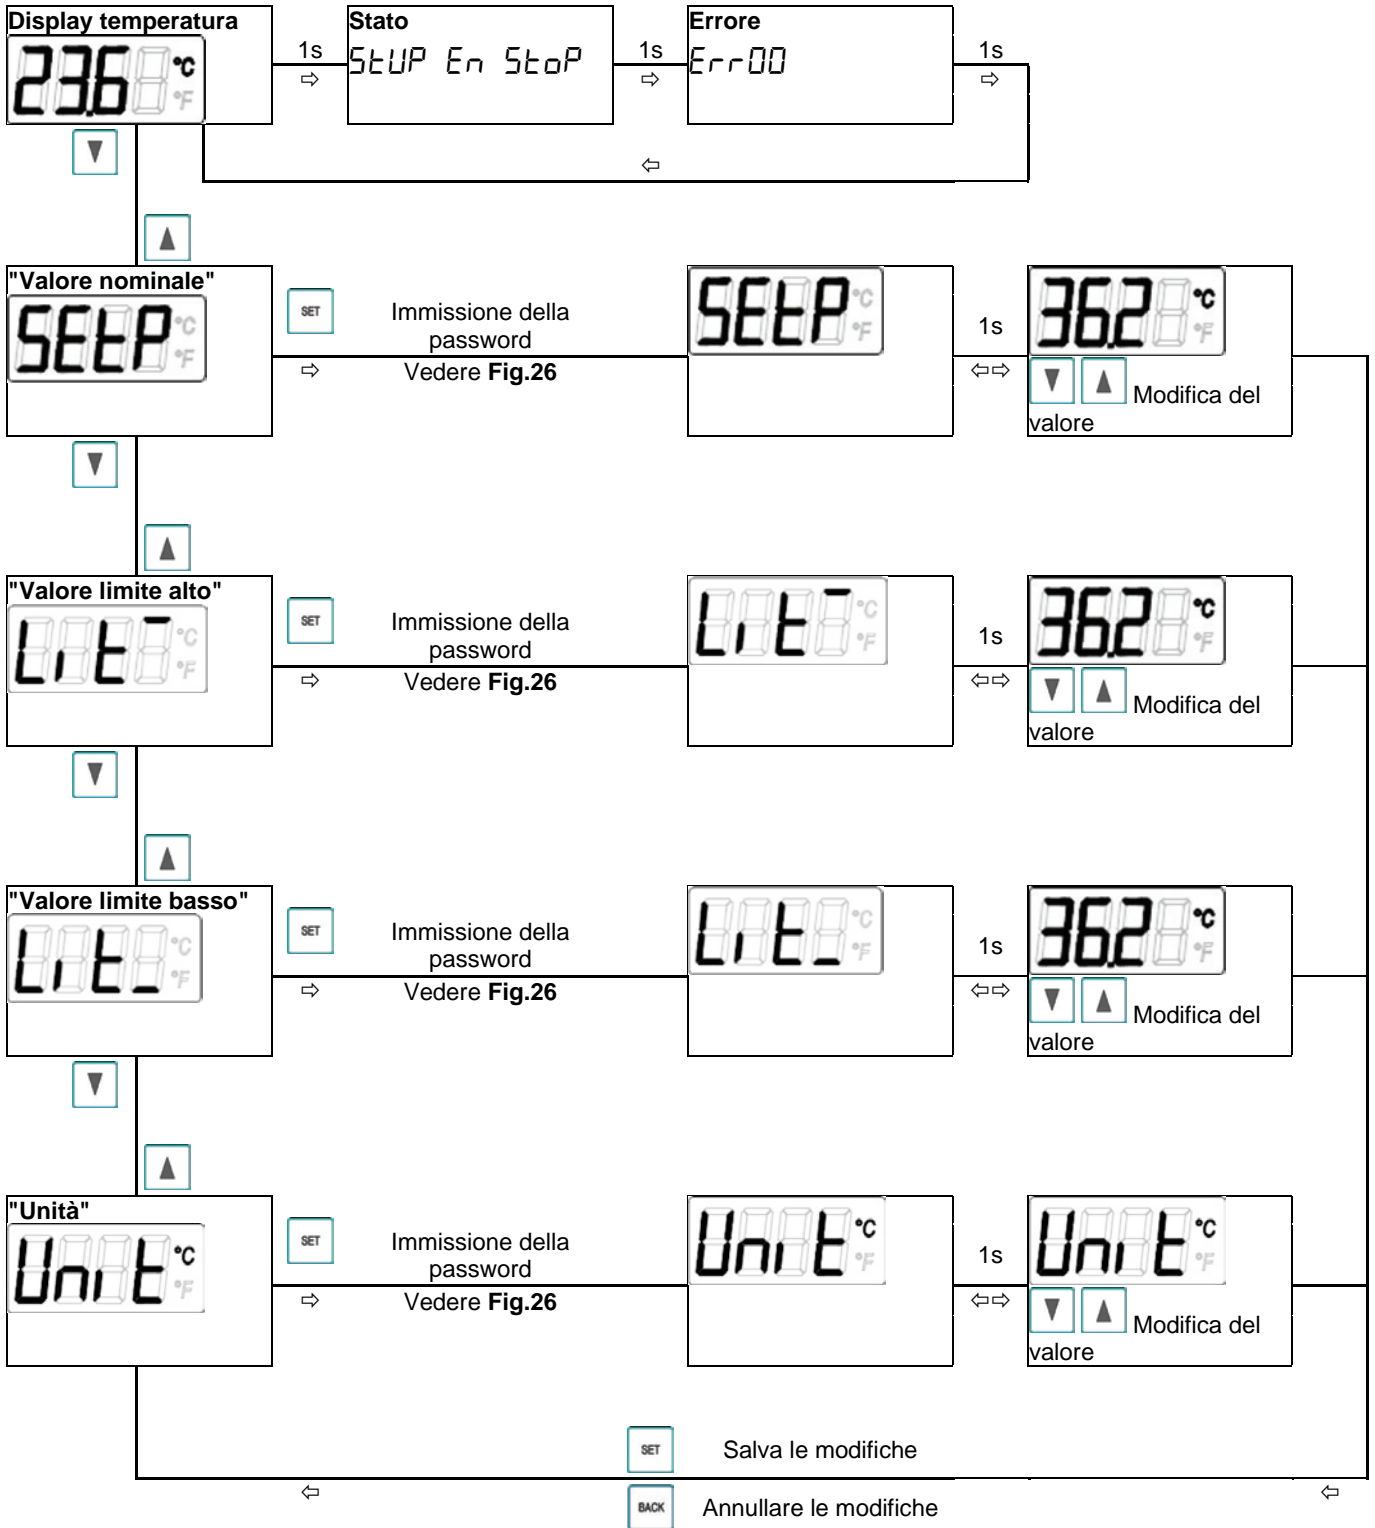 Display temperatura
23.6 °C
°F
1s
⇨
Stato
StUP En StoP
1s
⇨
Errore
Err00
1s
⇨
▼
⇦
▲
"Valore nominale"
SEtP °C
°F
SET
Immissione della
password
⇨
Vedere Fig.26
SEtP °C
°F
1s
⇦⇨
36.2 °C
°F
▼ ▲ Modifica del
valore
▼
▲
"Valore limite alto"
Lit‾ °C
°F
SET
Immissione della
password
⇨
Vedere Fig.26
Lit‾ °C
°F
1s
⇦⇨
36.2 °C
°F
▼ ▲ Modifica del
valore
▼
▲
"Valore limite basso"
Lit_ °C
°F
SET
Immissione della
password
⇨
Vedere Fig.26
Lit_ °C
°F
1s
⇦⇨
36.2 °C
°F
▼ ▲ Modifica del
valore
▼
▲
"Unità"
Unit °C
°F
SET
Immissione della
password
⇨
Vedere Fig.26
Unit °C
°F
1s
⇦⇨
Unit °C
°F
▼ ▲ Modifica del
valore
SET Salva le modifiche
⇦
⇦
BACK Annullare le modifiche